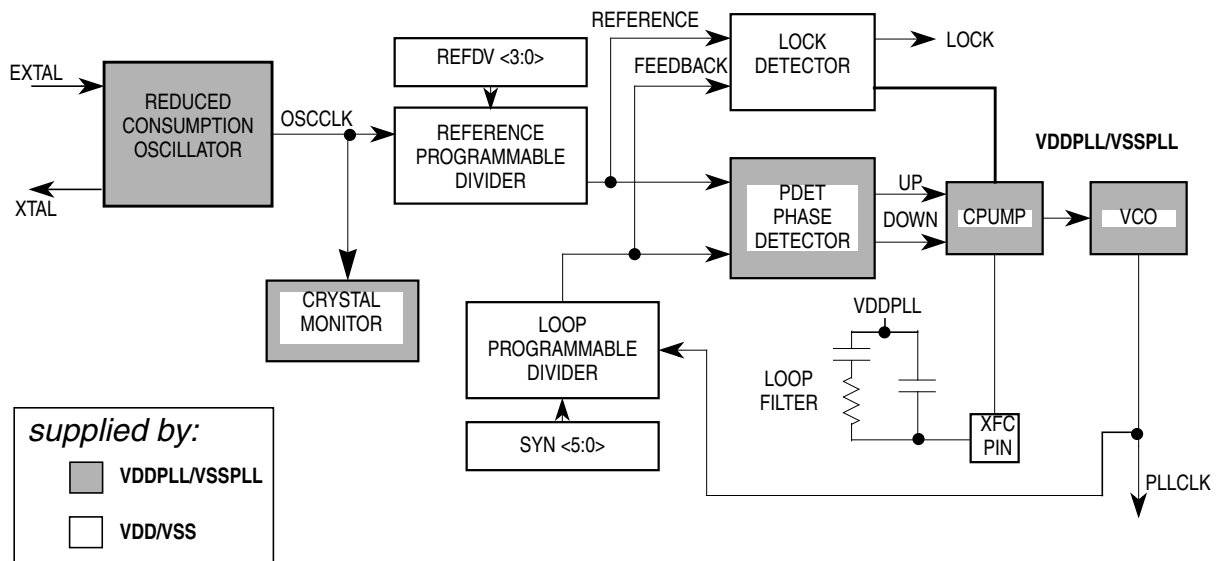 REFERENCE
LOCK
DETECTOR
LOCK
REFDV <3:0>
FEEDBACK
EXTAL
REDUCED
CONSUMPTION
OSCILLATOR
OSCCLK
REFERENCE
PROGRAMMABLE
DIVIDER
XTAL
VDDPLL/VSSPLL
PDET
PHASE
DETECTOR
UP
DOWN
CPUMP
VCO
CRYSTAL
MONITOR
LOOP
PROGRAMMABLE
DIVIDER
VDDPLL
LOOP
FILTER
XFC
PIN
SYN <5:0>
PLLCLK
supplied by:
VDDPLL/VSSPLL
VDD/VSS